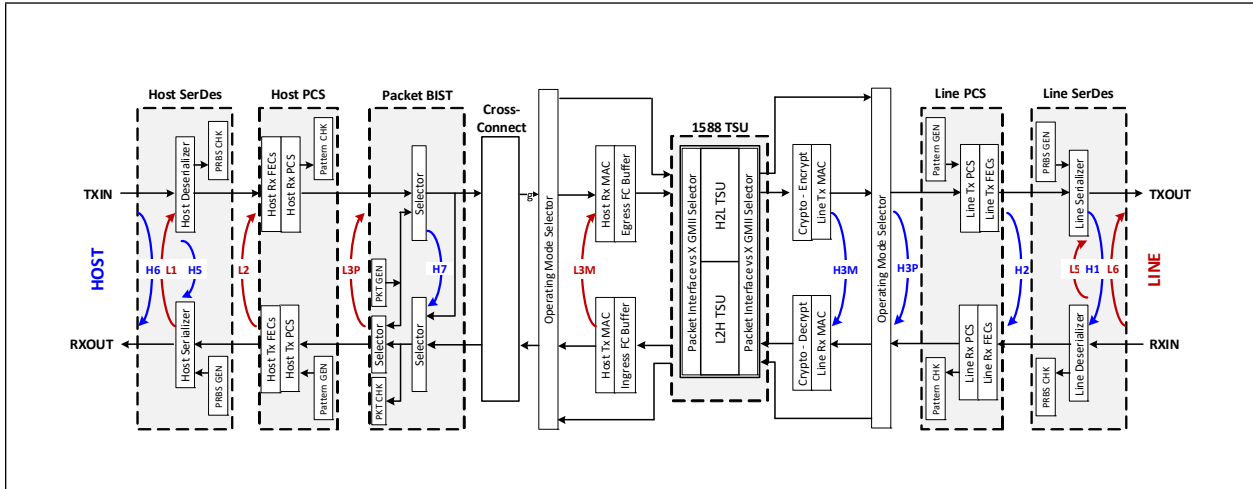 Host SerDes
Host PCS
Packet BIST
Cross-
Connect
1588 TSU
Line PCS
Line SerDes
TXIN
Host Deserializer
PRBS CHK
Host Rx FECs
Host Rx PCS
Pattern CHK
Selector
g
Operating Mode Selector
Host Rx MAC
Egress FC Buffer
Packet Interface vs X GMII Selector
H2L TSU
L2H TSU
Packet Interface vs X GMII Selector
Crypto - Encrypt
Line Tx MAC
Operating Mode Selector
Pattern GEN
Line Tx PCS
Line Tx FECs
PRBS GEN
Line Serializer
TXOUT
HOST
H6
L1
H5
L2
L3P
H7
L3M
H3M
H3P
H2
L5
H1
L6
LINE
PKT GEN
RXOUT
Host Serializer
PRBS GEN
Host Tx FECs
Host Tx PCS
Pattern GEN
Selector
PKT CHK
Selector
Host Tx MAC
Ingress FC Buffer
Crypto - Decrypt
Line Rx MAC
Pattern CHK
Line Rx PCS
Line Rx FECs
PRBS CHK
Line Deserializer
RXIN